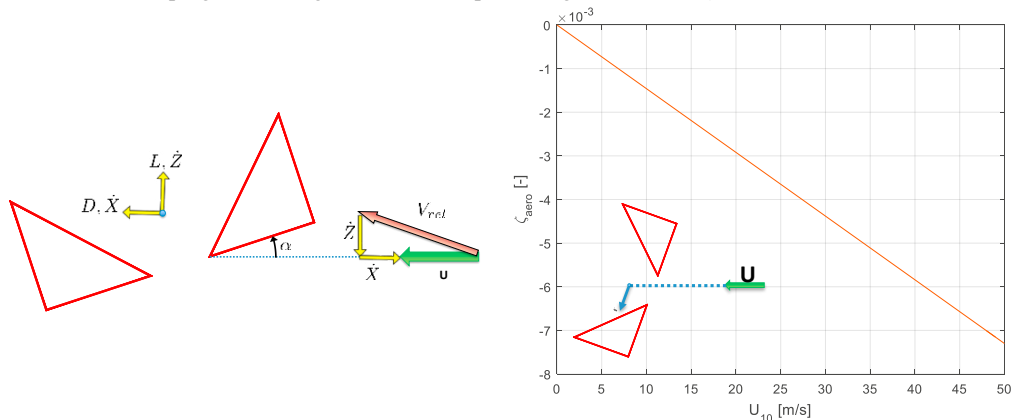 L, Ż
D, Ẋ
α
V_rel
Ż
Ẋ
U
×10⁻³
0
-1
-2
-3
-4
-5
-6
-7
-8
ζ_aero [-]
U
0 5 10 15 20 25 30 35 40 45 50
U_10 [m/s]